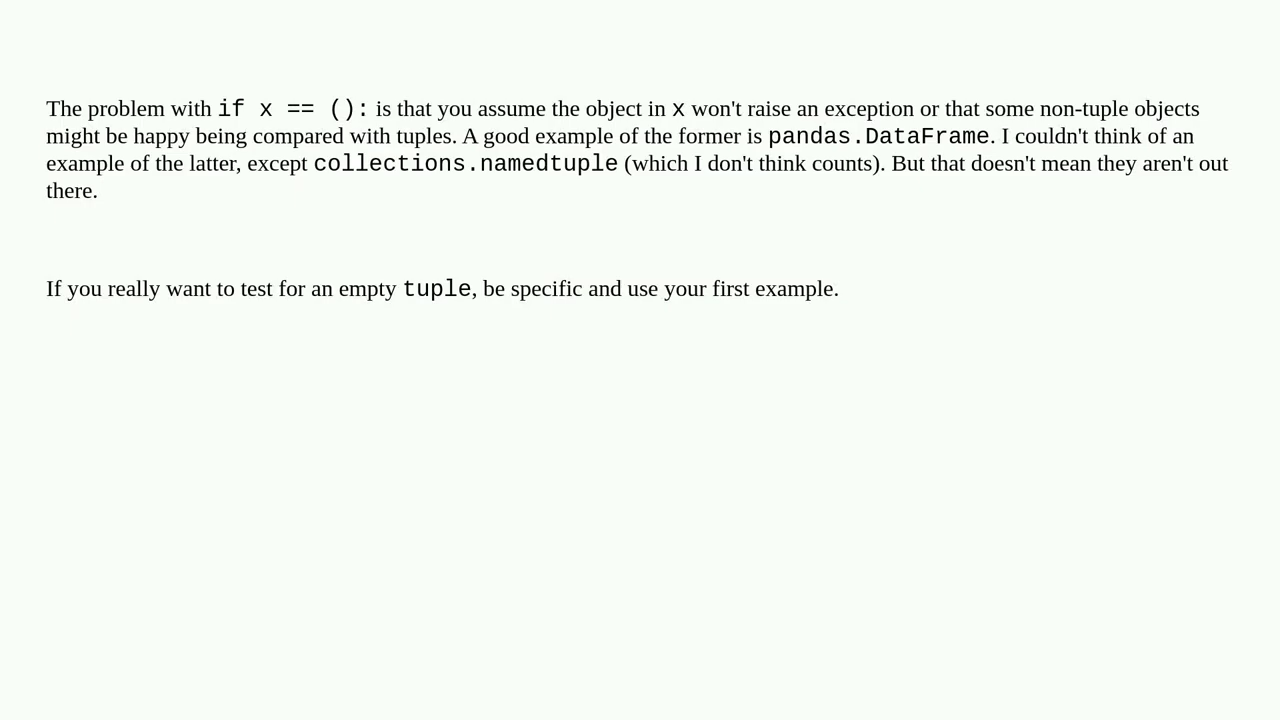 The problem with if x == (): is that you assume the object in x won't raise an exception or that some non-tuple objects
might be happy being compared with tuples. A good example of the former is pandas.DataFrame. I couldn't think of an
example of the latter, except collections.namedtuple (which I don't think counts). But that doesn't mean they aren't out
there.
If you really want to test for an empty tuple, be specific and use your first example.